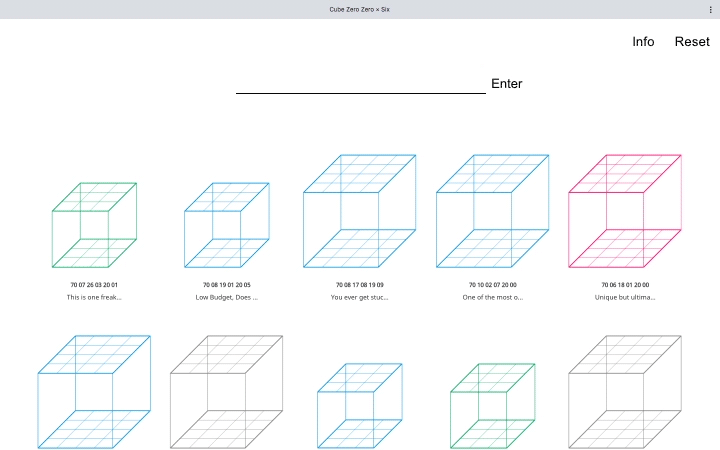 Cube Zero Zero × Six
Info Reset
Enter
70 07 26 03 20 01
This is one freak...
70 08 19 01 20 05
Low Budget, Does ...
70 08 17 08 19 09
You ever get stuc...
70 10 02 07 20 00
One of the most o...
70 06 18 01 20 00
Unique but ultima...